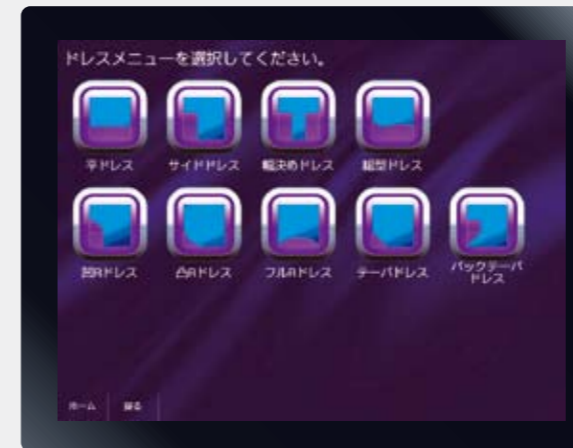 ドレスメニューを選択してください。
平ドレス
サイドドレス
幅決めドレス
総型ドレス
凹Rドレス
凸Rドレス
フルRドレス
テーパドレス
バックテーパ
ドレス
ホーム
戻る